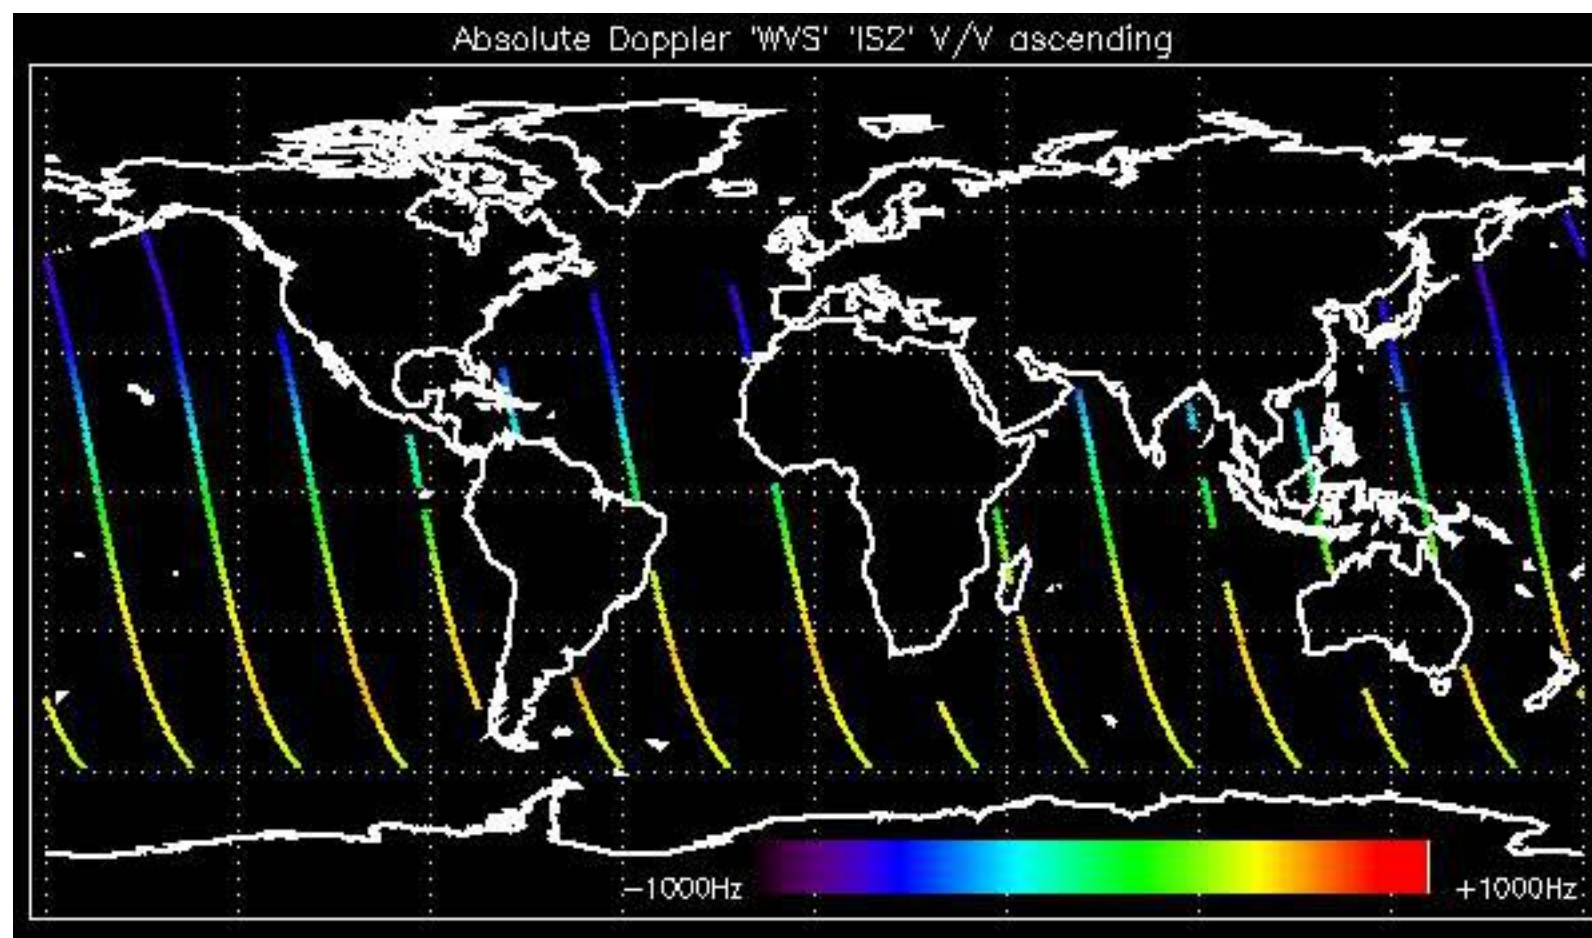 Absolute Doppler 'WVS' 'IS2' V/V ascending
-1000Hz +1000Hz